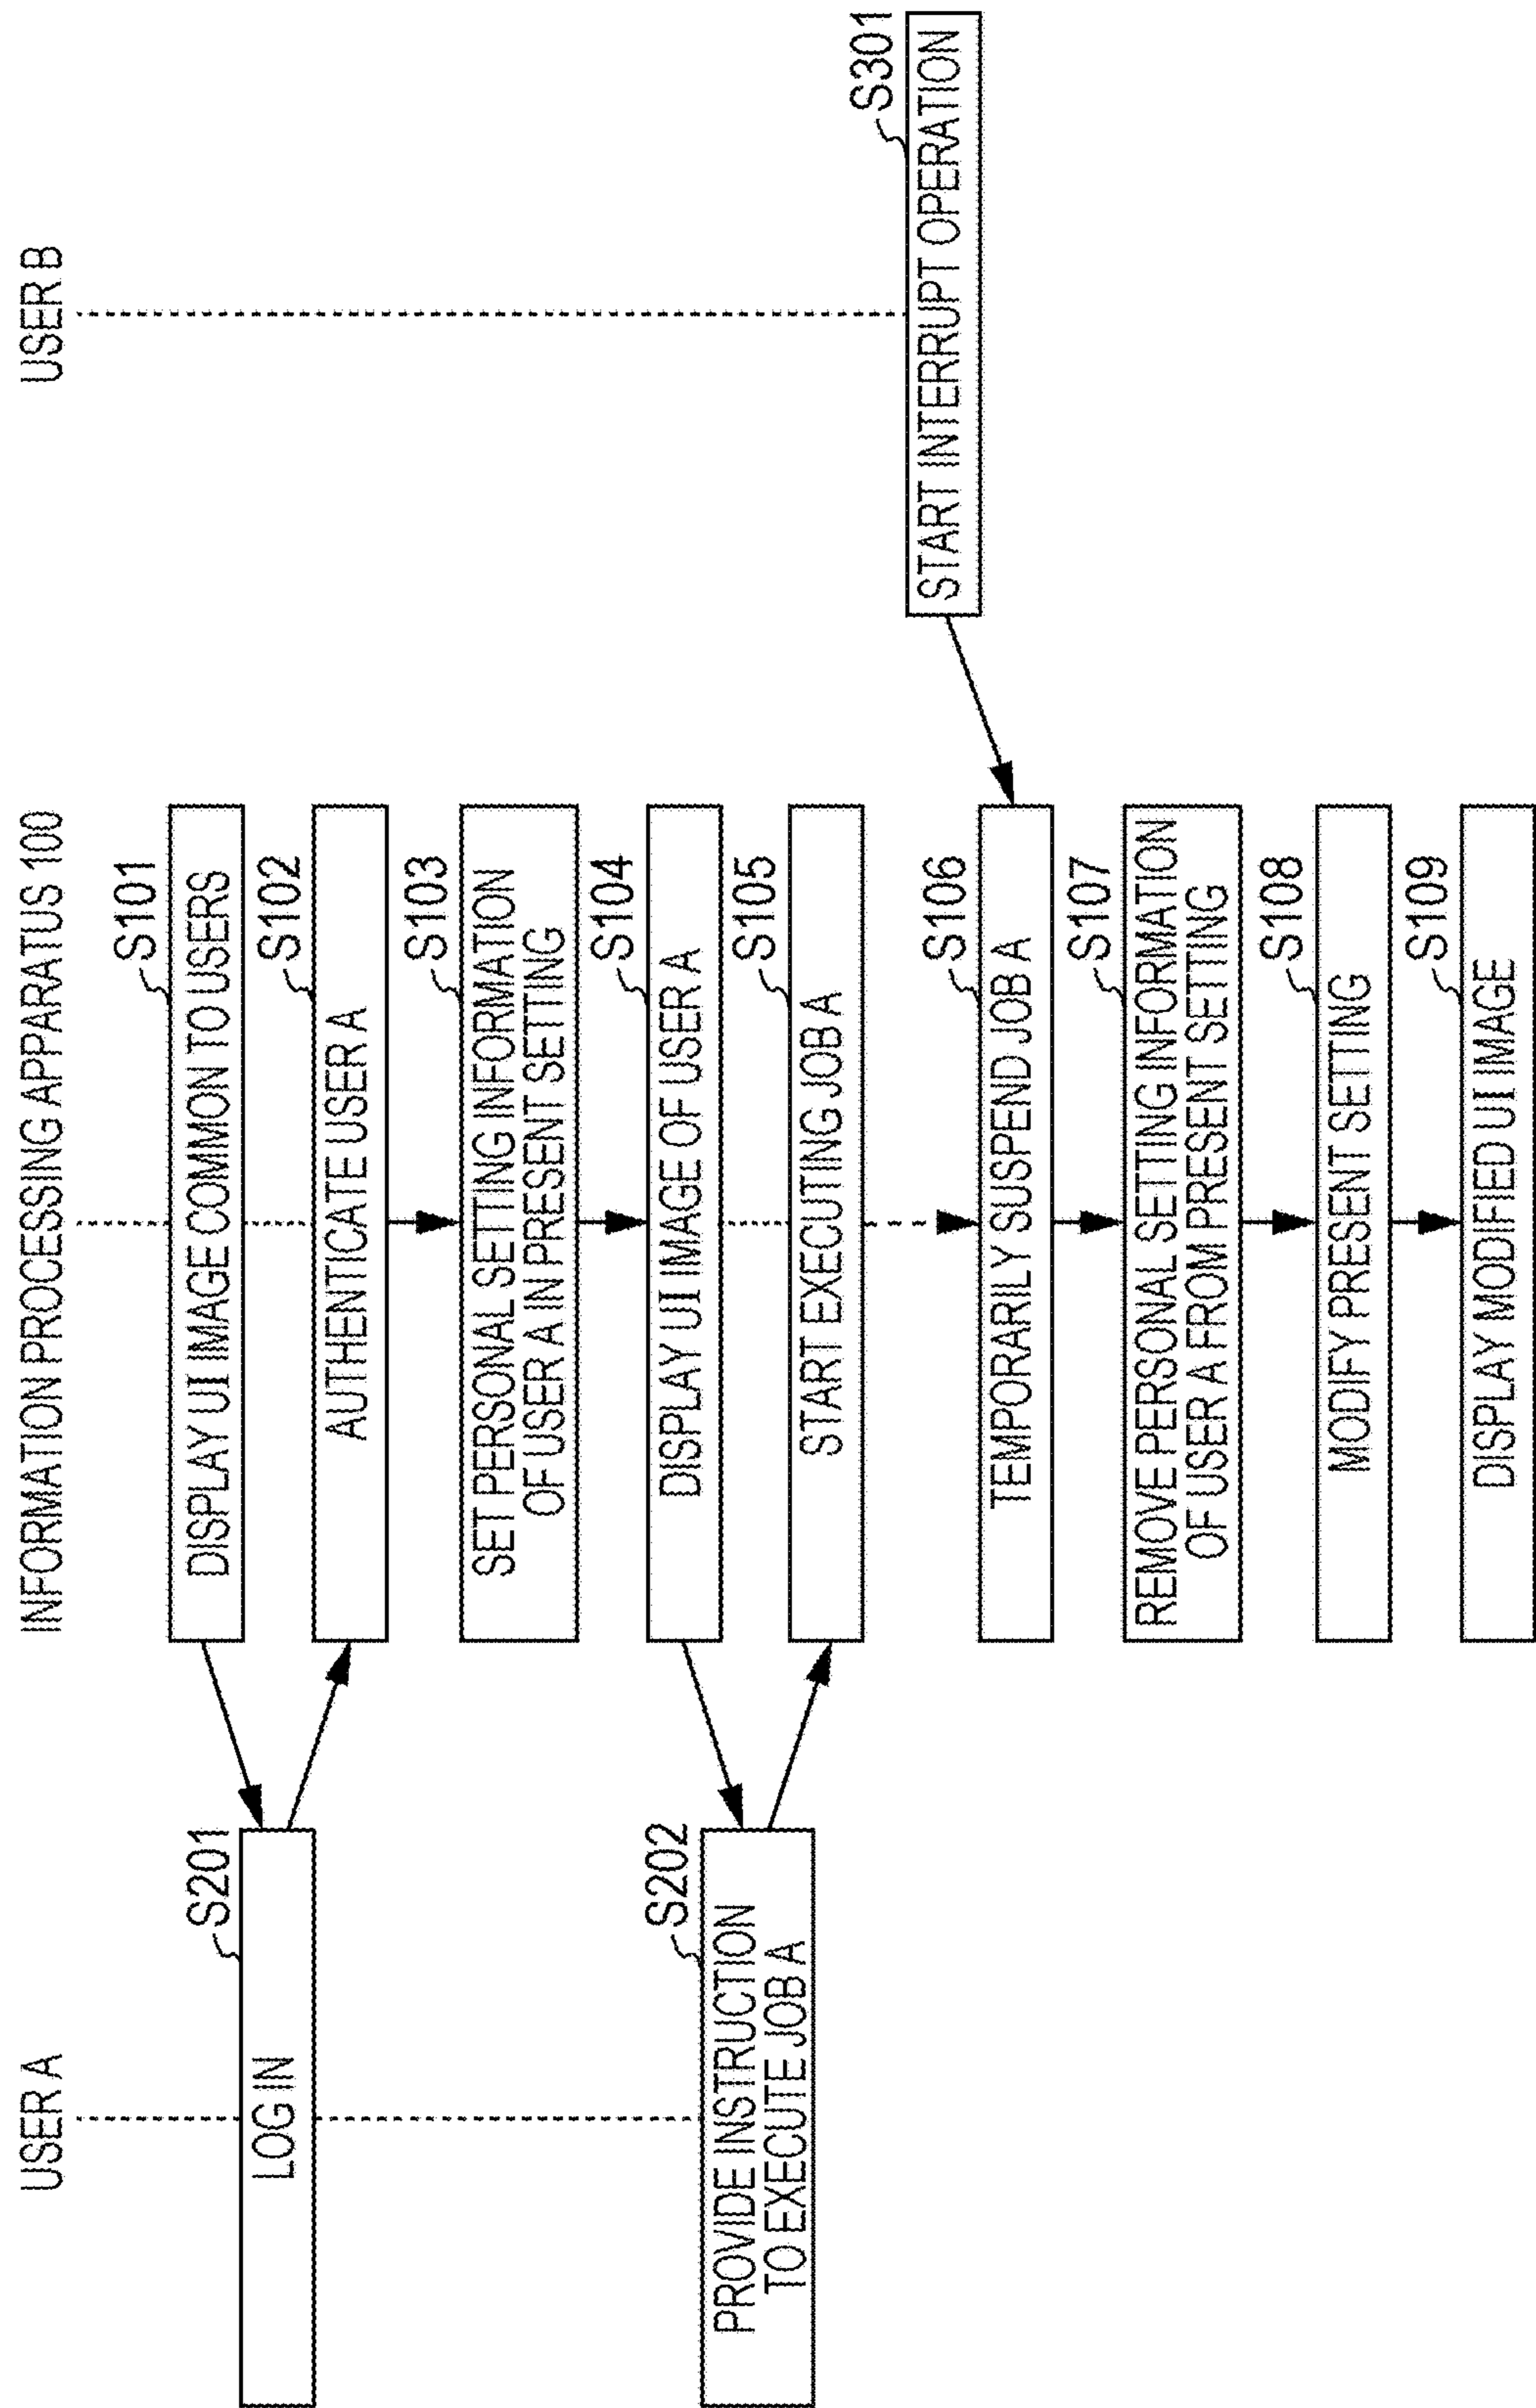 USER A
INFORMATION PROCESSING APPARATUS 100
USER B
S101
DISPLAY UI IMAGE COMMON TO USERS
S201
LOG IN
S102
AUTHENTICATE USER A
S103
SET PERSONAL SETTING INFORMATION
OF USER A IN PRESENT SETTING
S104
DISPLAY UI IMAGE OF USER A
S202
PROVIDE INSTRUCTION
TO EXECUTE JOB A
S105
START EXECUTING JOB A
S301
START INTERRUPT OPERATION
S106
TEMPORARILY SUSPEND JOB A
S107
REMOVE PERSONAL SETTING INFORMATION
OF USER A FROM PRESENT SETTING
S108
MODIFY PRESENT SETTING
S109
DISPLAY MODIFIED UI IMAGE